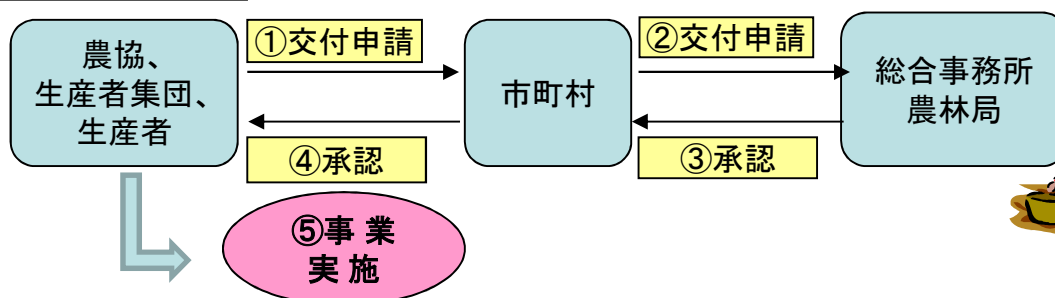 農協、
生産者集団、
生産者
①交付申請
市町村
②交付申請
総合事務所
農林局
④承認
③承認
⑤事 業
実 施